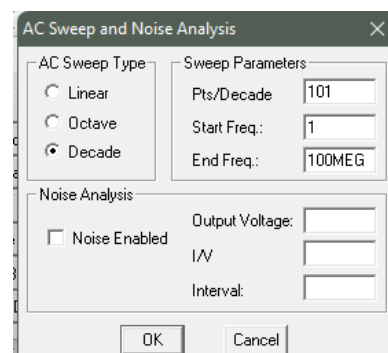 AC Sweep and Noise Analysis
AC Sweep Type
Linear
Octave
Decade
Sweep Parameters
Pts/Decade 101
Start Freq.: 1
End Freq.: 100MEG
Noise Analysis
Noise Enabled
Output Voltage:
I/V
Interval:
OK Cancel